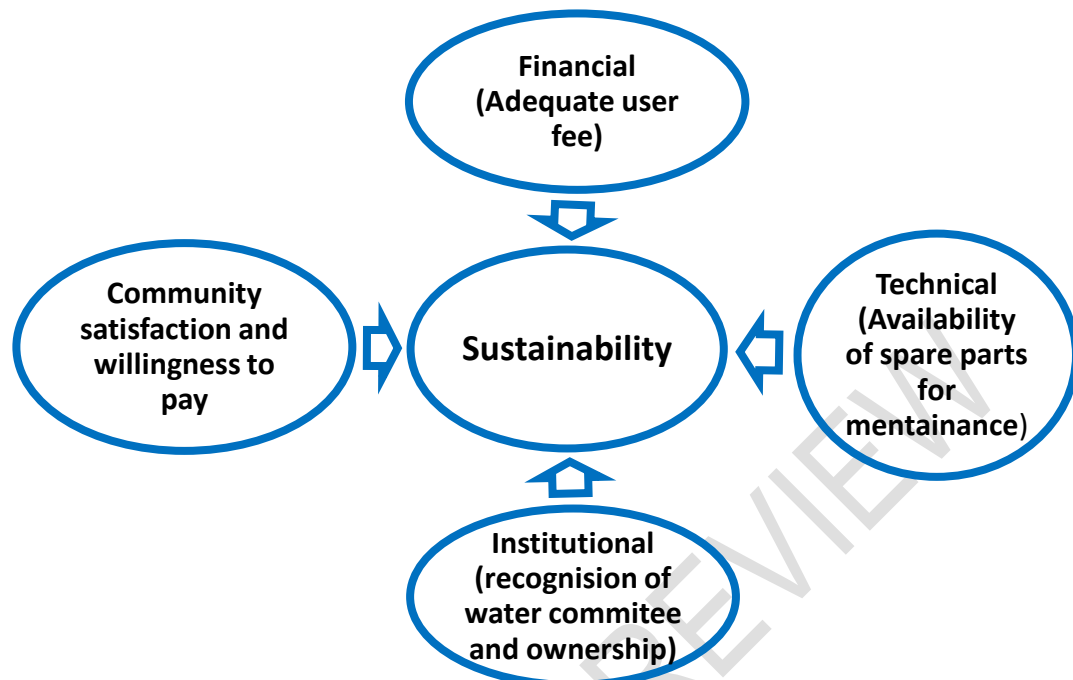 Financial
(Adequate user
fee)
Community
satisfaction and
willingness to
pay
Sustainability
Technical
(Availability
of spare parts
for
mentainance)
Institutional
(recognision of
water commitee
and ownership)
REVIEW